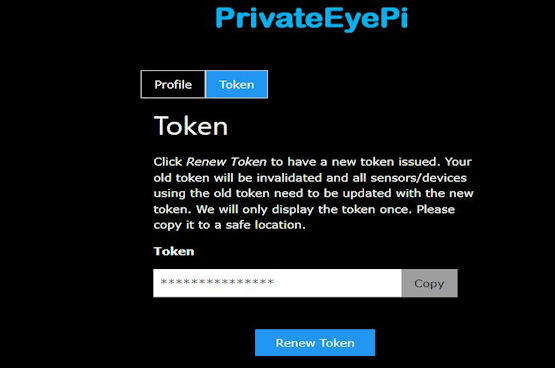 PrivateEyePi
Profile Token
Token
Click Renew Token to have a new token issued. Your
old token will be invalidated and all sensors/devices
using the old token need to be updated with the new
token. We will only display the token once. Please
copy it to a safe location.
Token
*************** Copy
Renew Token